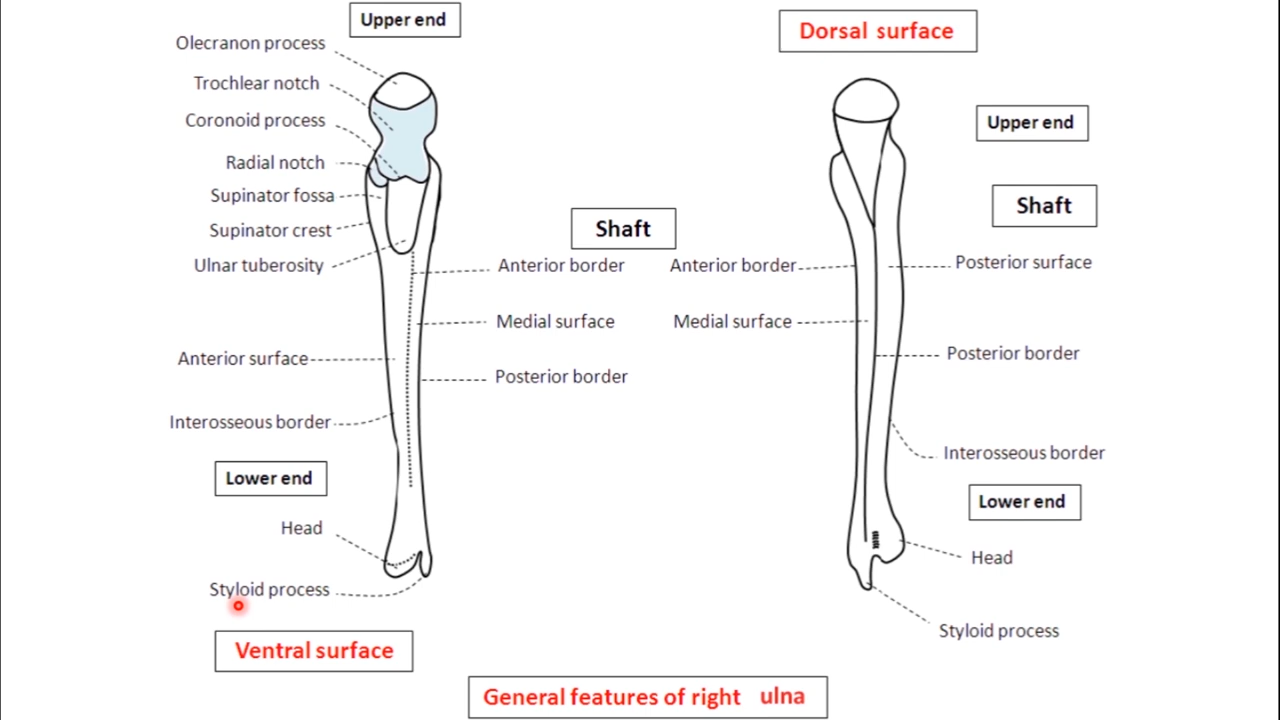 Upper end
Olecranon process
Trochlear notch
Coronoid process
Radial notch
Supinator fossa
Supinator crest
Ulnar tuberosity
Shaft
Anterior border
Medial surface
Anterior surface
Posterior border
Interosseous border
Lower end
Head
Styloid process
Ventral surface
Dorsal surface
Upper end
Shaft
Anterior border
Posterior surface
Medial surface
Posterior border
Interosseous border
Lower end
Head
Styloid process
General features of right ulna